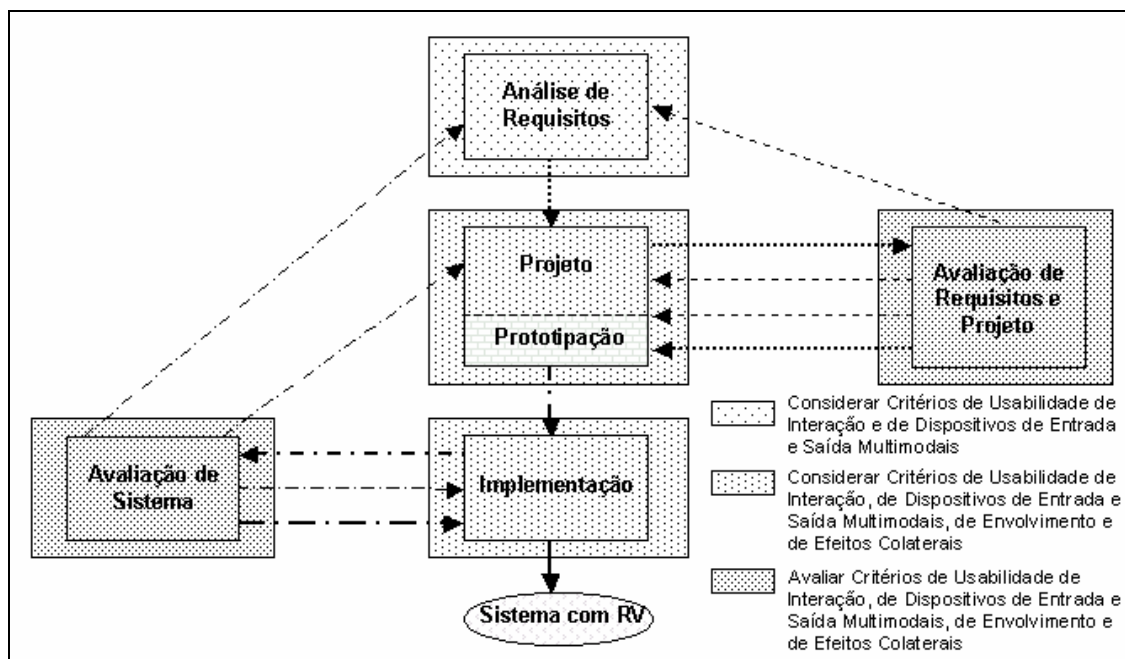 Análise de
Requisitos
Projeto
Prototipação
Avaliação de
Requisitos e
Projeto
Avaliação de
Sistema
Implementação
Sistema com RV
Considerar Critérios de Usabilidade de
Interação e de Dispositivos de Entrada
e Saída Multimodais
Considerar Critérios de Usabilidade de
Interação, de Dispositivos de Entrada e
Saída Multimodais, de Envolvimento e
de Efeitos Colaterais
Avaliar Critérios de Usabilidade de
Interação, de Dispositivos de Entrada e
Saída Multimodais, de Envolvimento e
de Efeitos Colaterais